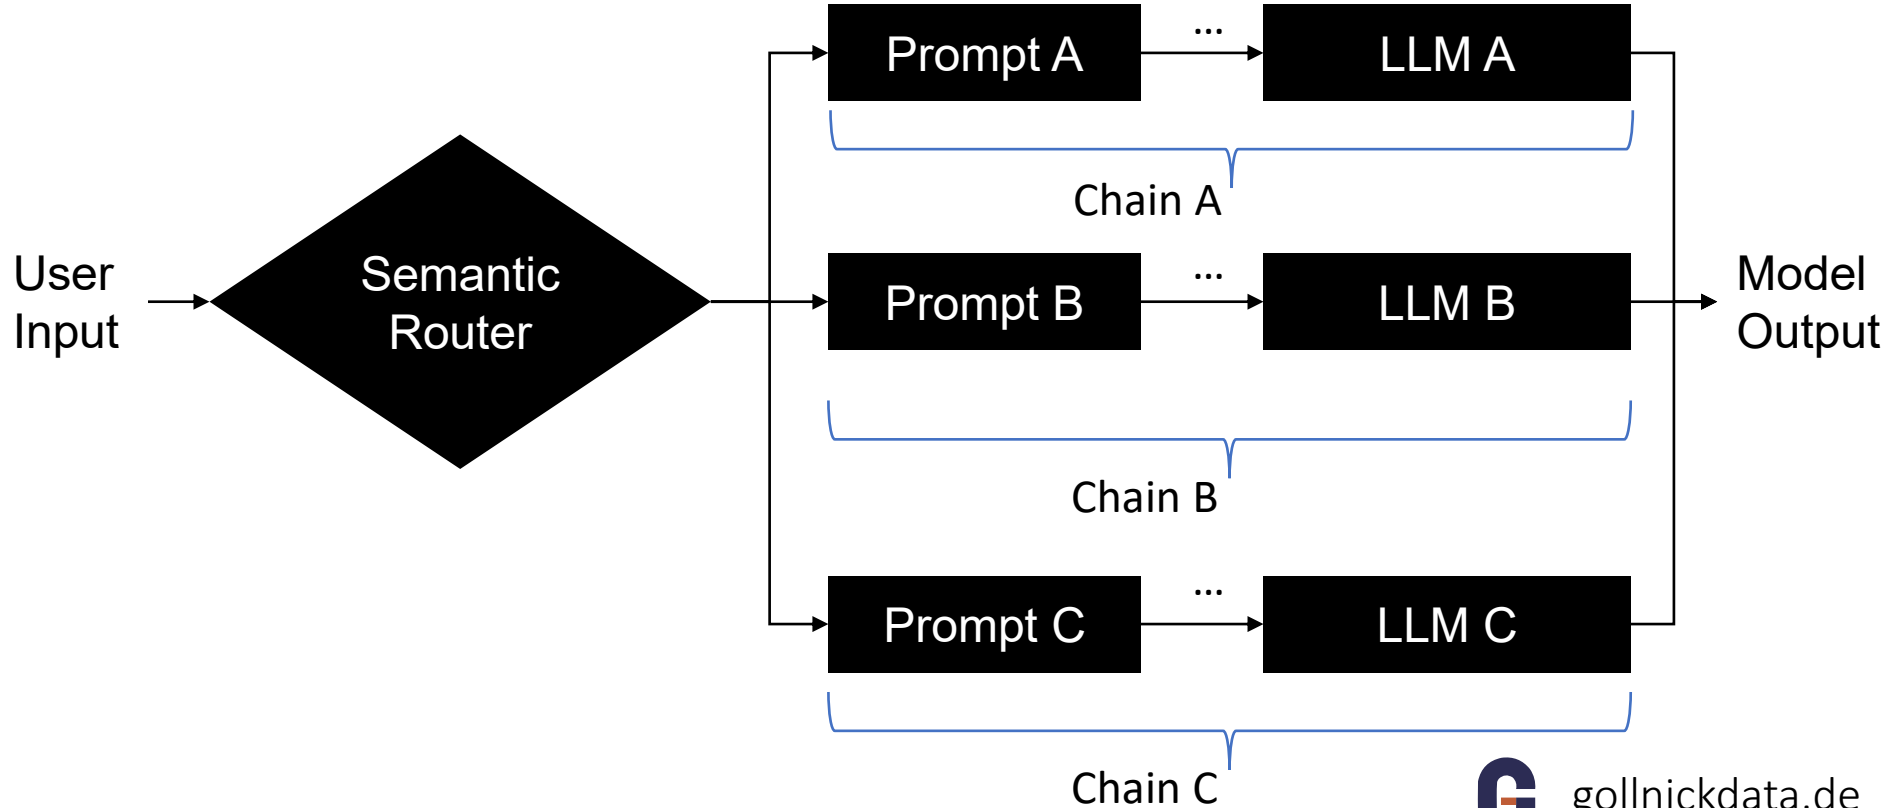 Prompt A
...
LLM A
Chain A
User
Input
Semantic
Router
Prompt B
...
LLM B
Model
Output
Chain B
Prompt C
...
LLM C
Chain C
gollnickdata.de